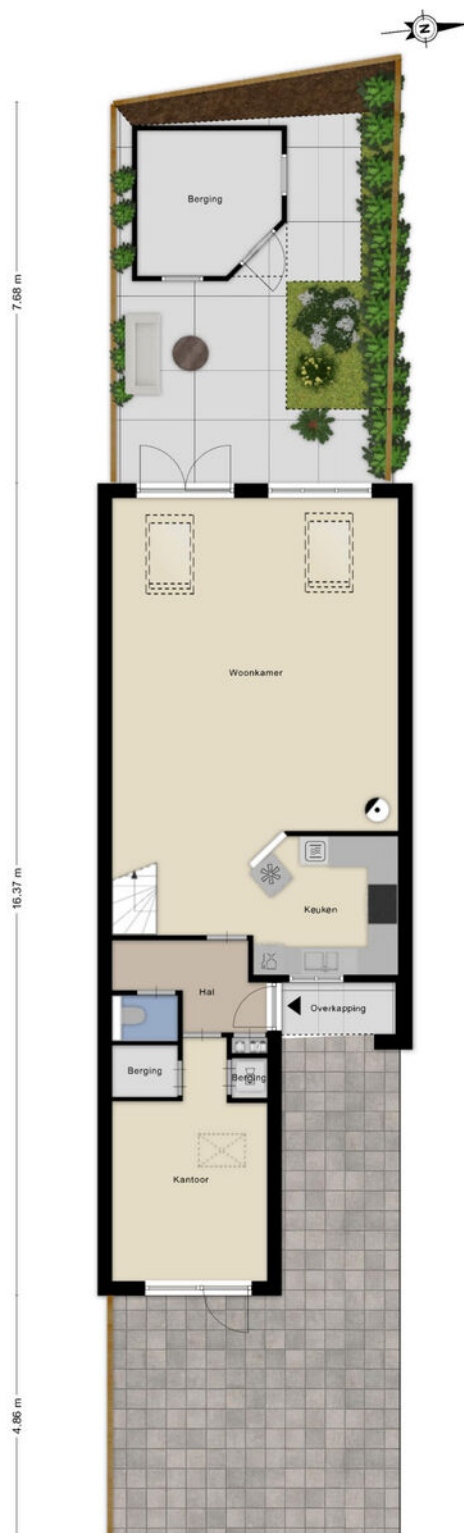 N
Berging
7.68 m
Woonkamer
16.37 m
Keuken
Hal
Overkapping
Berging
Berging
Kantoor
4.86 m